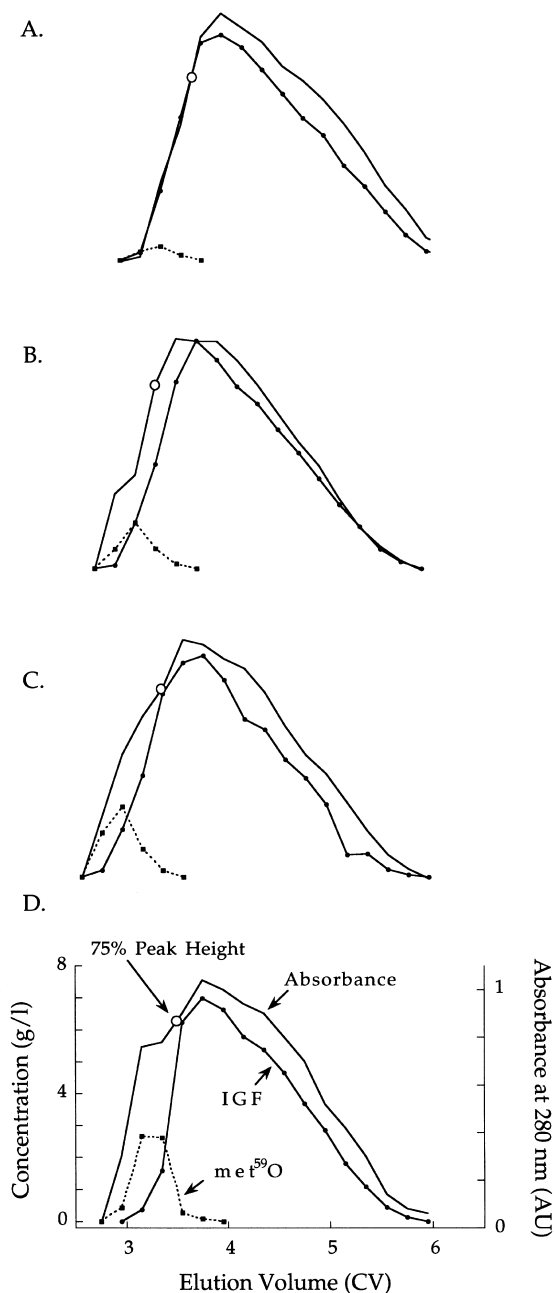 A.
B.
C.
D.
75% Peak Height
8
Absorbance
1
Concentration (g/l)
Absorbance at 280 nm (AU)
4
IGF
met⁵⁹O
0
0
3
4
5
6
Elution Volume (CV)